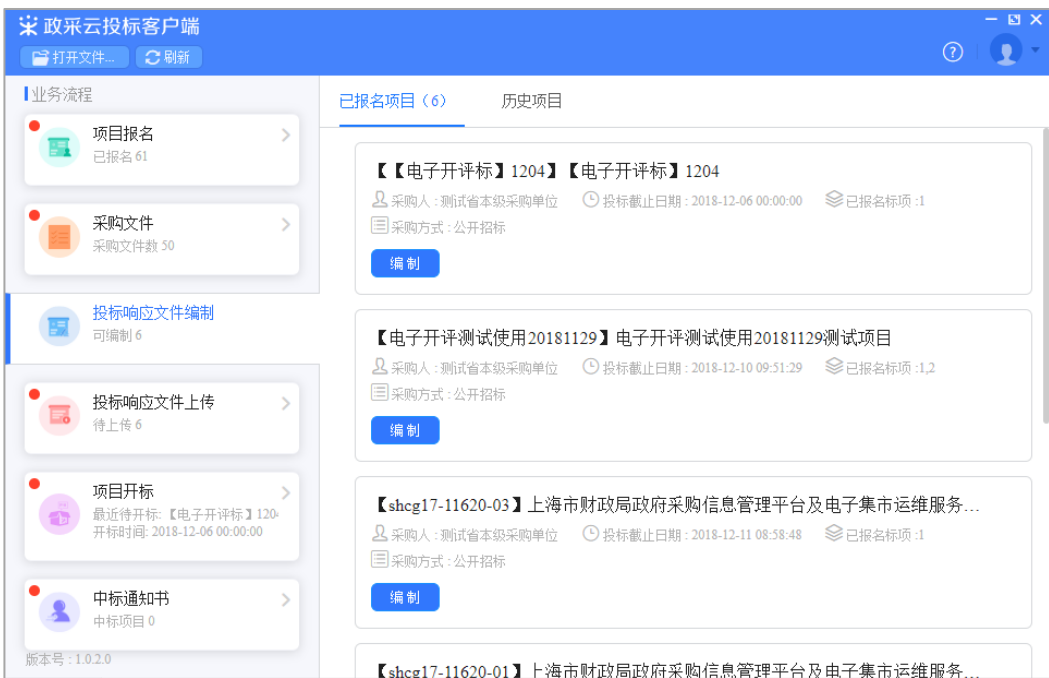 政采云投标客户端
打开文件... 刷新
业务流程
项目报名
已报名 61
采购文件
采购文件数 50
投标响应文件编制
可编制 6
投标响应文件上传
待上传 6
项目开标
最近待开标: 【电子开评标】120
开标时间: 2018-12-06 00:00:00
中标通知书
中标项目 0
版本号 : 1.0.2.0
已报名项目（6） 历史项目
【【电子开评标】1204】【电子开评标】1204
采购人 : 测试省本级采购单位 投标截止日期 : 2018-12-06 00:00:00 已报名标项 :1
采购方式 : 公开招标
编 制
【电子开评测试使用20181129】电子开评测试使用20181129测试项目
采购人 : 测试省本级采购单位 投标截止日期 : 2018-12-10 09:51:29 已报名标项 :1,2
采购方式 : 公开招标
编 制
【shcg17-11620-03】上海市财政局政府采购信息管理平台及电子集市运维服务...
采购人 : 测试省本级采购单位 投标截止日期 : 2018-12-11 08:58:48 已报名标项 :1
采购方式 : 公开招标
编 制
【shcg17-11620-01】上海市财政局政府采购信息管理平台及电子集市运维服务...